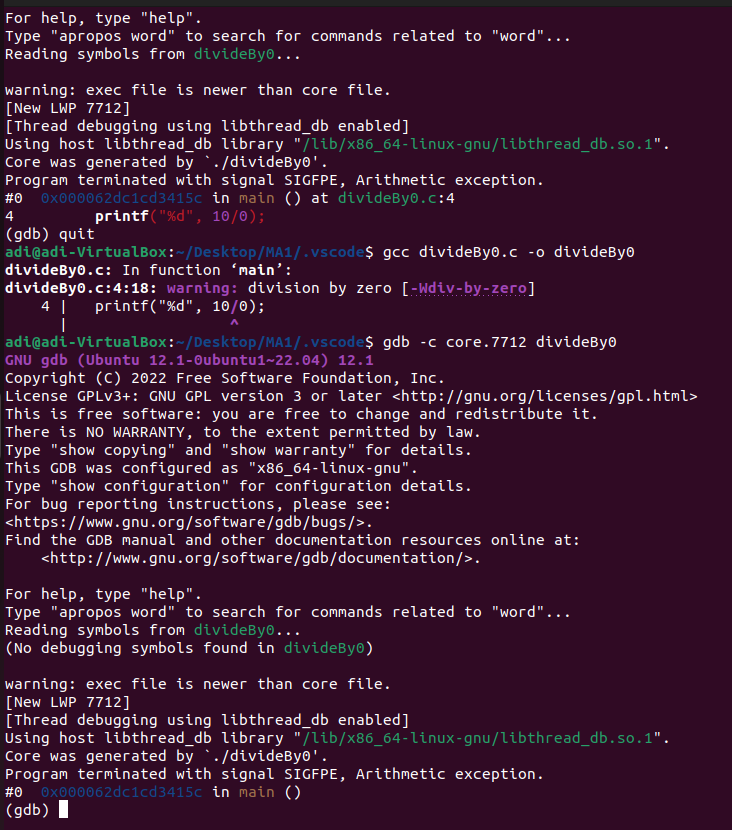 For help, type "help".
Type "apropos word" to search for commands related to "word"...
Reading symbols from divideBy0...

warning: exec file is newer than core file.
[New LWP 7712]
[Thread debugging using libthread_db enabled]
Using host libthread_db library "/lib/x86_64-linux-gnu/libthread_db.so.1".
Core was generated by `./divideBy0'.
Program terminated with signal SIGFPE, Arithmetic exception.
#0  0x000062dc1cd3415c in main () at divideBy0.c:4
4         printf("%d", 10/0);
(gdb) quit
adi@adi-VirtualBox:~/Desktop/MA1/.vscode$ gcc divideBy0.c -o divideBy0
divideBy0.c: In function ‘main’:
divideBy0.c:4:18: warning: division by zero [-Wdiv-by-zero]
    4 |   printf("%d", 10/0);
      |                  ^
adi@adi-VirtualBox:~/Desktop/MA1/.vscode$ gdb -c core.7712 divideBy0
GNU gdb (Ubuntu 12.1-0ubuntu1~22.04) 12.1
Copyright (C) 2022 Free Software Foundation, Inc.
License GPLv3+: GNU GPL version 3 or later <http://gnu.org/licenses/gpl.html>
This is free software: you are free to change and redistribute it.
There is NO WARRANTY, to the extent permitted by law.
Type "show copying" and "show warranty" for details.
This GDB was configured as "x86_64-linux-gnu".
Type "show configuration" for configuration details.
For bug reporting instructions, please see:
<https://www.gnu.org/software/gdb/bugs/>.
Find the GDB manual and other documentation resources online at:
    <http://www.gnu.org/software/gdb/documentation/>.

For help, type "help".
Type "apropos word" to search for commands related to "word"...
Reading symbols from divideBy0...
(No debugging symbols found in divideBy0)

warning: exec file is newer than core file.
[New LWP 7712]
[Thread debugging using libthread_db enabled]
Using host libthread_db library "/lib/x86_64-linux-gnu/libthread_db.so.1".
Core was generated by `./divideBy0'.
Program terminated with signal SIGFPE, Arithmetic exception.
#0  0x000062dc1cd3415c in main ()
(gdb)